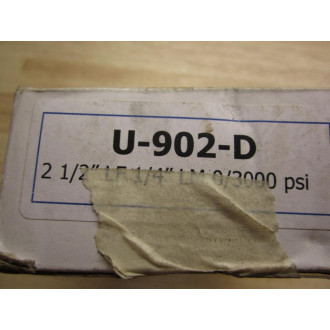 U-902-D
2 1/2" LF 1/4" LM 0/3000 psi